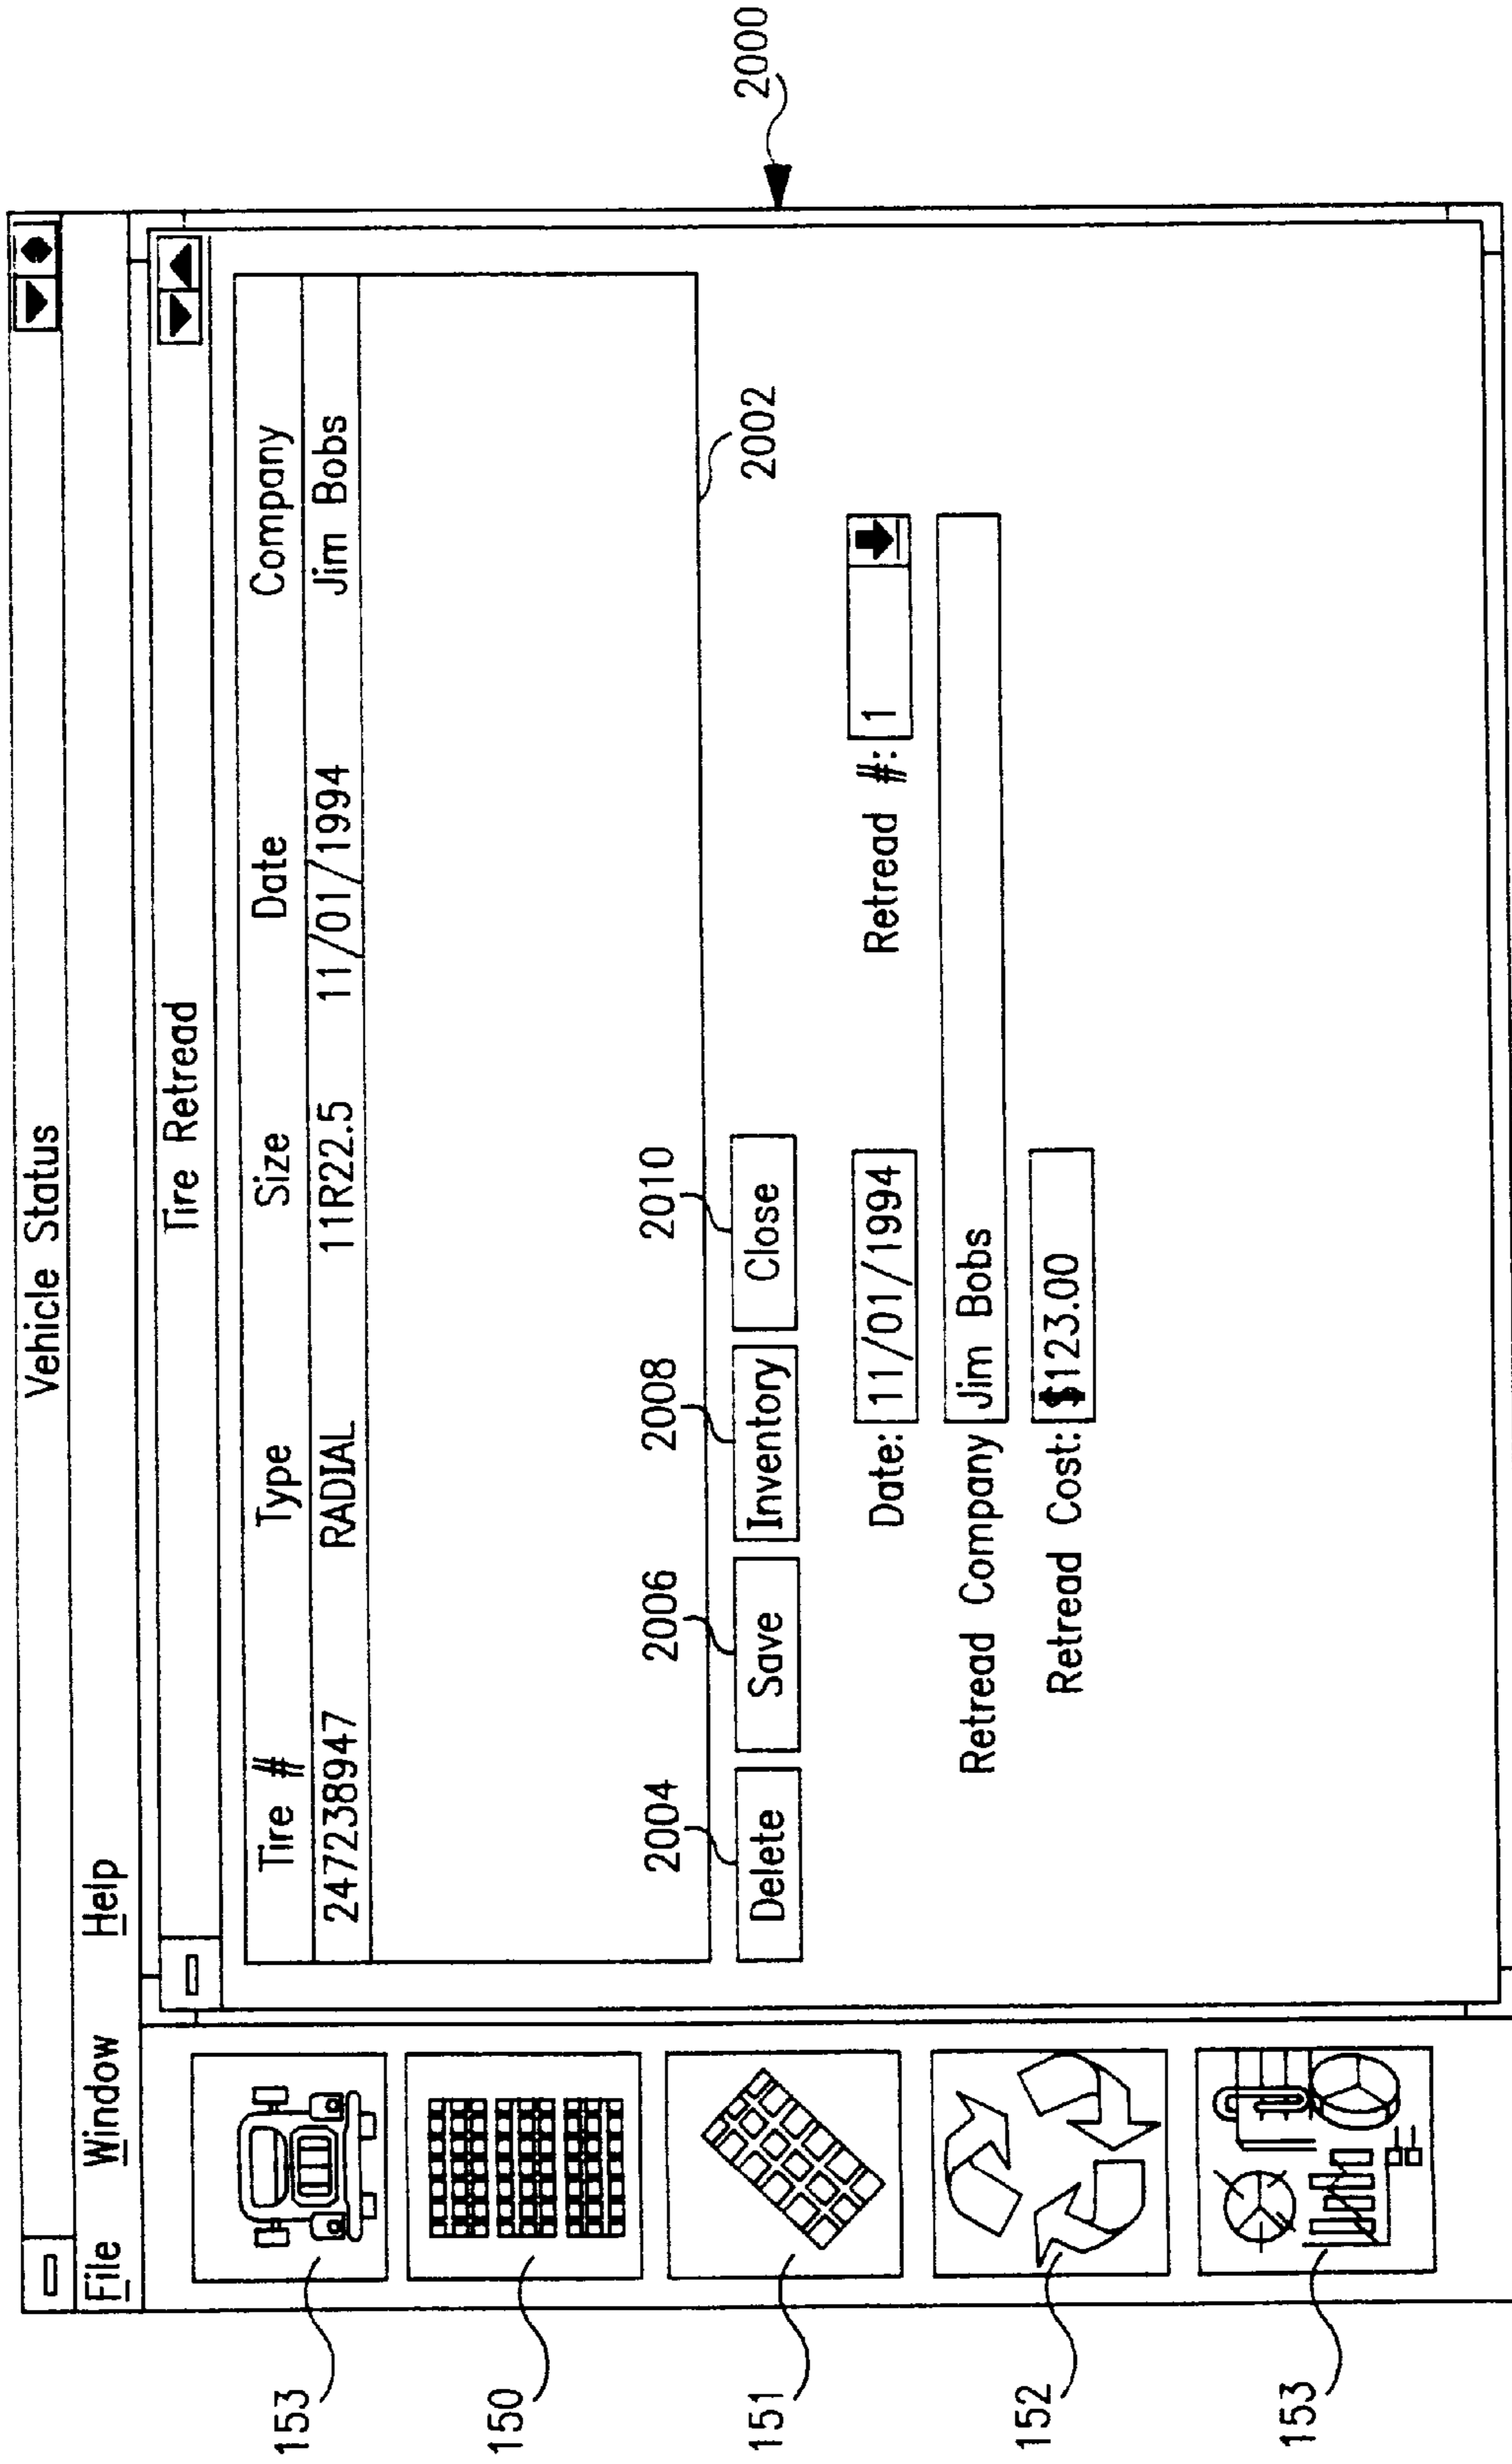 Vehicle Status
File Window Help
Tire Retread
Tire # Type Size Date Company
247238947 RADIAL 11R22.5 11/01/1994 Jim Bobs
2002
2004 2006 2008 2010
Delete Save Inventory Close
Date: 11/01/1994 Retread #: 1
Retread Company Jim Bobs
Retread Cost: $123.00
153
150
151
152
153
2000